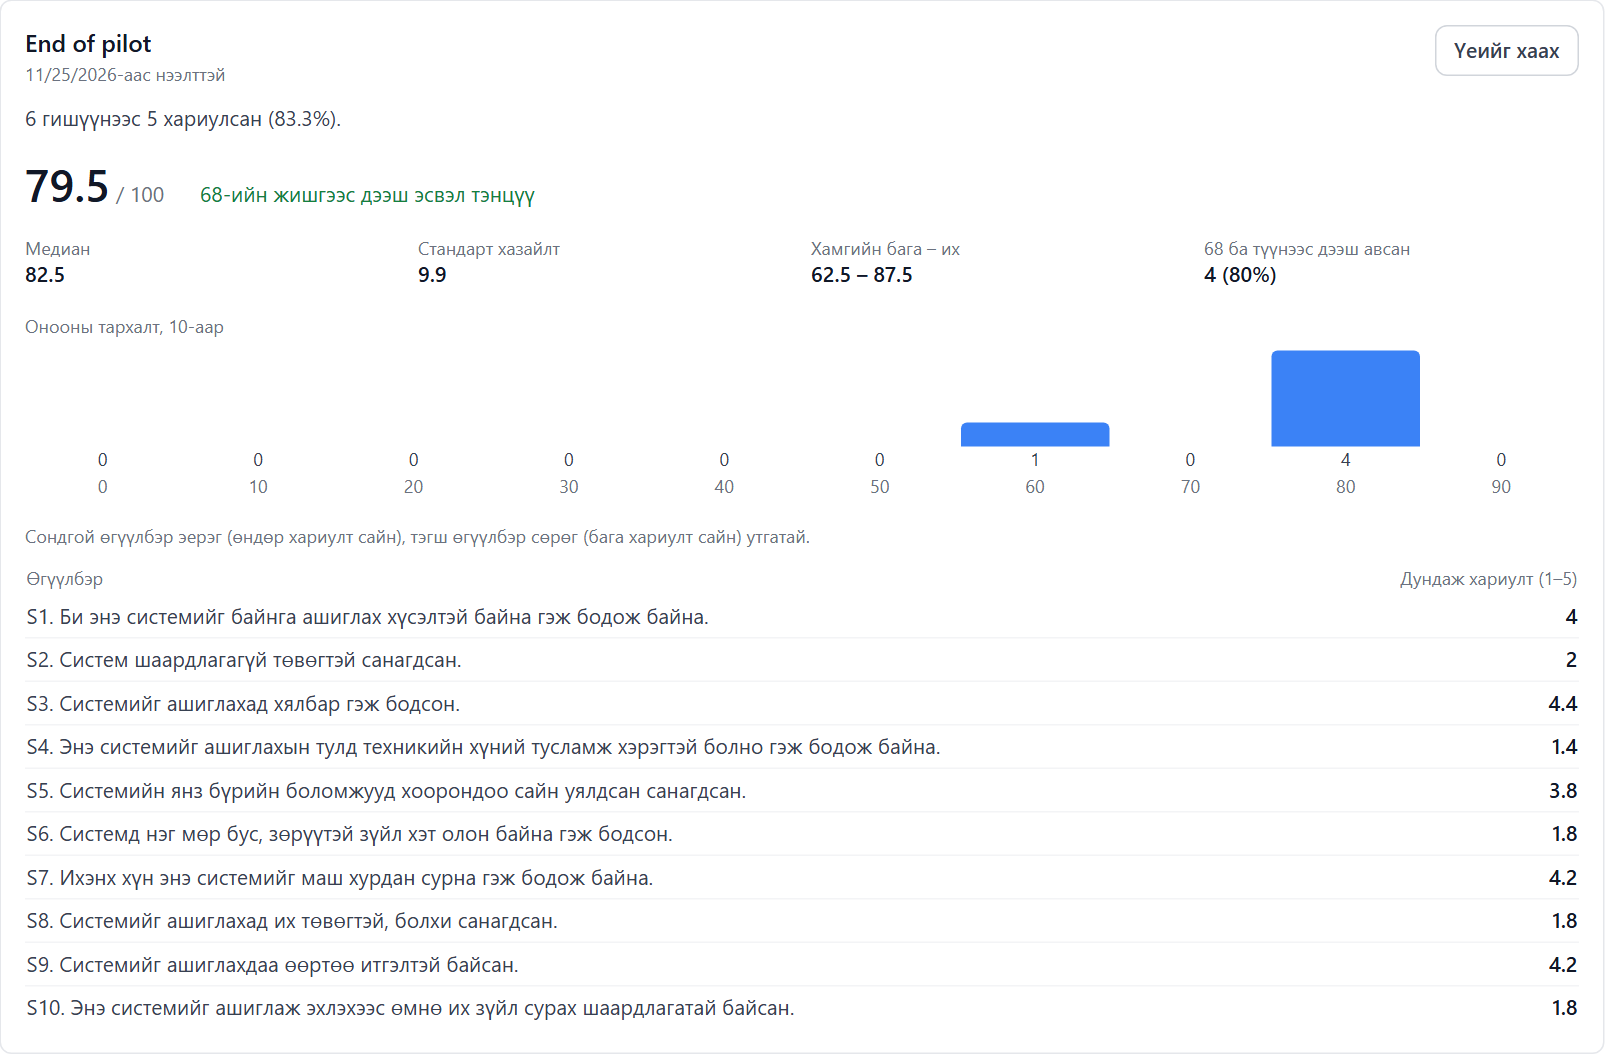 End of pilot
Үеийг хаах
11/25/2026-аас нээлттэй
6 гишүүнээс 5 хариулсан (83.3%).
79.5 / 100 68-ийн жишгээс дээш эсвэл тэнцүү
Медиан Стандарт хазайлт Хамгийн бага – их 68 ба түүнээс дээш авсан
82.5 9.9 62.5 – 87.5 4 (80%)
Онооны тархалт, 10-аар
0 0 0 0 0 0 1 0 4 0
0 10 20 30 40 50 60 70 80 90
Сондгой өгүүлбэр эерэг (өндөр хариулт сайн), тэгш өгүүлбэр сөрөг (бага хариулт сайн) утгатай.
Өгүүлбэр Дундаж хариулт (1–5)
S1. Би энэ системийг байнга ашиглах хүсэлтэй байна гэж бодож байна. 4
S2. Систем шаардлагагүй төвөгтэй санагдсан. 2
S3. Системийг ашиглахад хялбар гэж бодсон. 4.4
S4. Энэ системийг ашиглахын тулд техникийн хүний тусламж хэрэгтэй болно гэж бодож байна. 1.4
S5. Системийн янз бүрийн боломжууд хоорондоо сайн уялдсан санагдсан. 3.8
S6. Системд нэг мөр бус, зөрүүтэй зүйл хэт олон байна гэж бодсон. 1.8
S7. Ихэнх хүн энэ системийг маш хурдан сурна гэж бодож байна. 4.2
S8. Системийг ашиглахад их төвөгтэй, болхи санагдсан. 1.8
S9. Системийг ашиглахдаа өөртөө итгэлтэй байсан. 4.2
S10. Энэ системийг ашиглаж эхлэхээс өмнө их зүйл сурах шаардлагатай байсан. 1.8